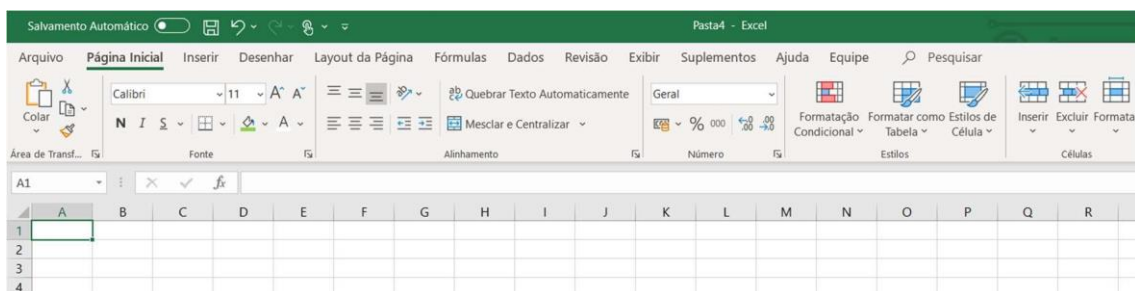 Salvamento Automático Pasta4 - Excel
Arquivo Página Inicial Inserir Desenhar Layout da Página Fórmulas Dados Revisão Exibir Suplementos Ajuda Equipe Pesquisar
Calibri 11 A^ A˅ Quebrar Texto Automaticamente Geral
Colar N I S A Mesclar e Centralizar % 000 Formatação Condicional Formatar como Tabela Estilos de Célula Inserir Excluir Formata
Área de Transf... Fonte Alinhamento Número Estilos Células
A1 fx
A B C D E F G H I J K L M N O P Q R
1
2
3
4